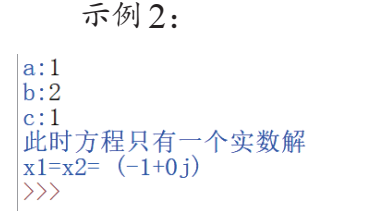 示例2：
a:1
b:2
c:1
此时方程只有一个实数解
x1=x2= (-1+0j)
>>>